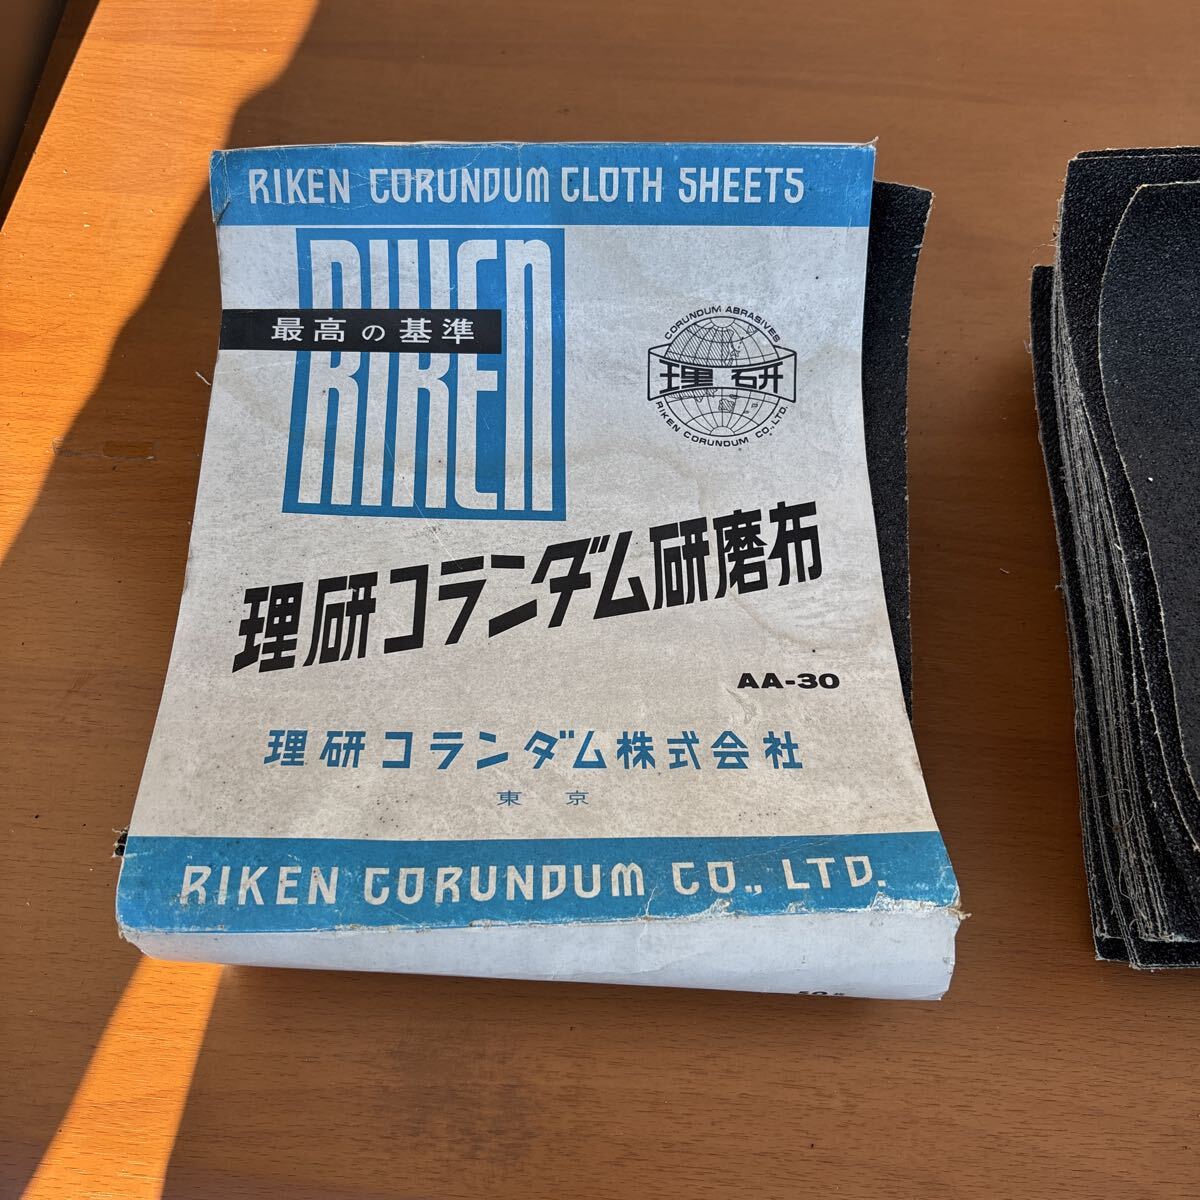 RIKEN CORUNDUM CLOTH SHEETS
RIKEN
最高の基準
CORUNDUM ABRASIVES
理研
RIKEN CORUNDUM CO., LTD.
理研コランダム研磨布
AA-30
理研コランダム株式会社
東京
RIKEN CORUNDUM CO., LTD.